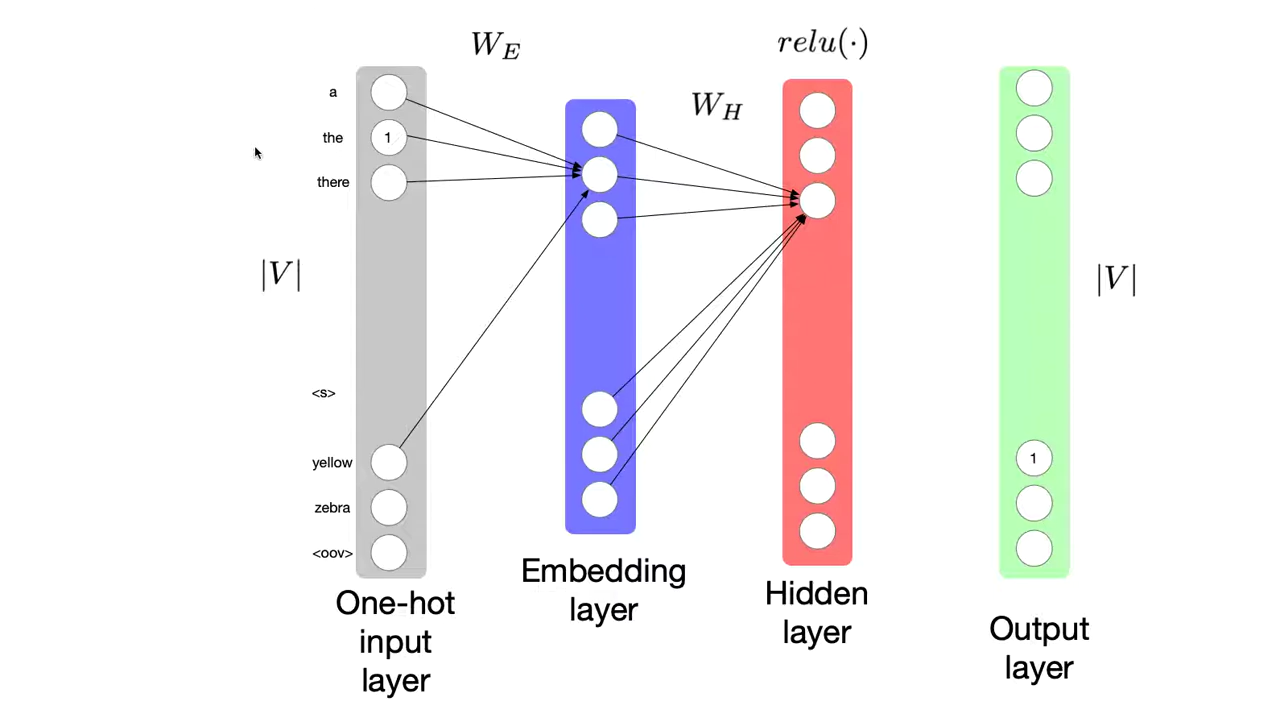 W_E
relu(·)
a
W_H
the
1
there
|V|
|V|
<s>
yellow
1
zebra
<oov>
Embedding
layer
One-hot
input
layer
Hidden
layer
Output
layer